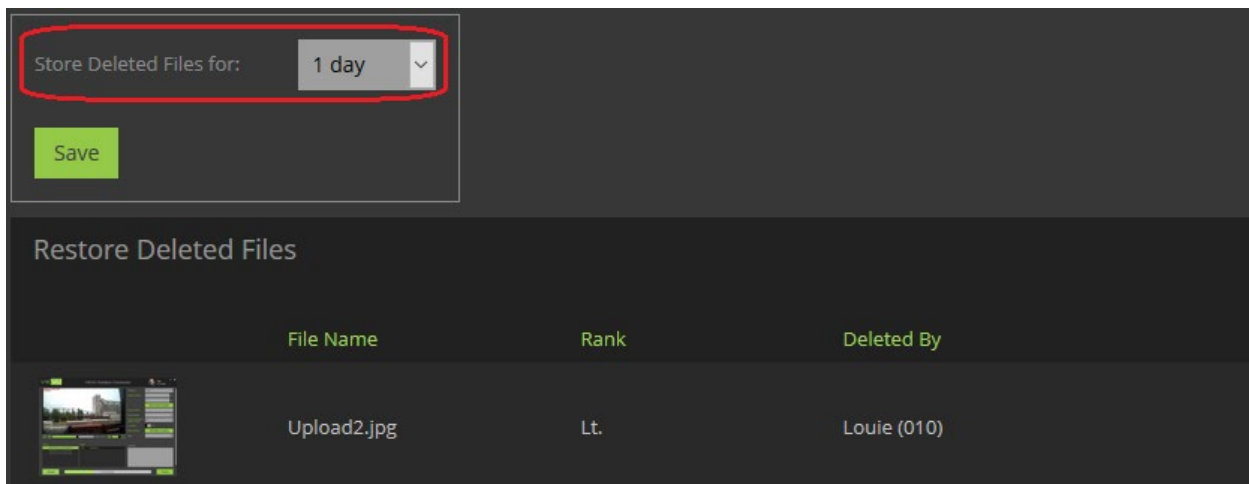 Store Deleted Files for: 1 day
Save
Restore Deleted Files
File Name Rank Deleted By
Upload2.jpg Lt. Louie (010)